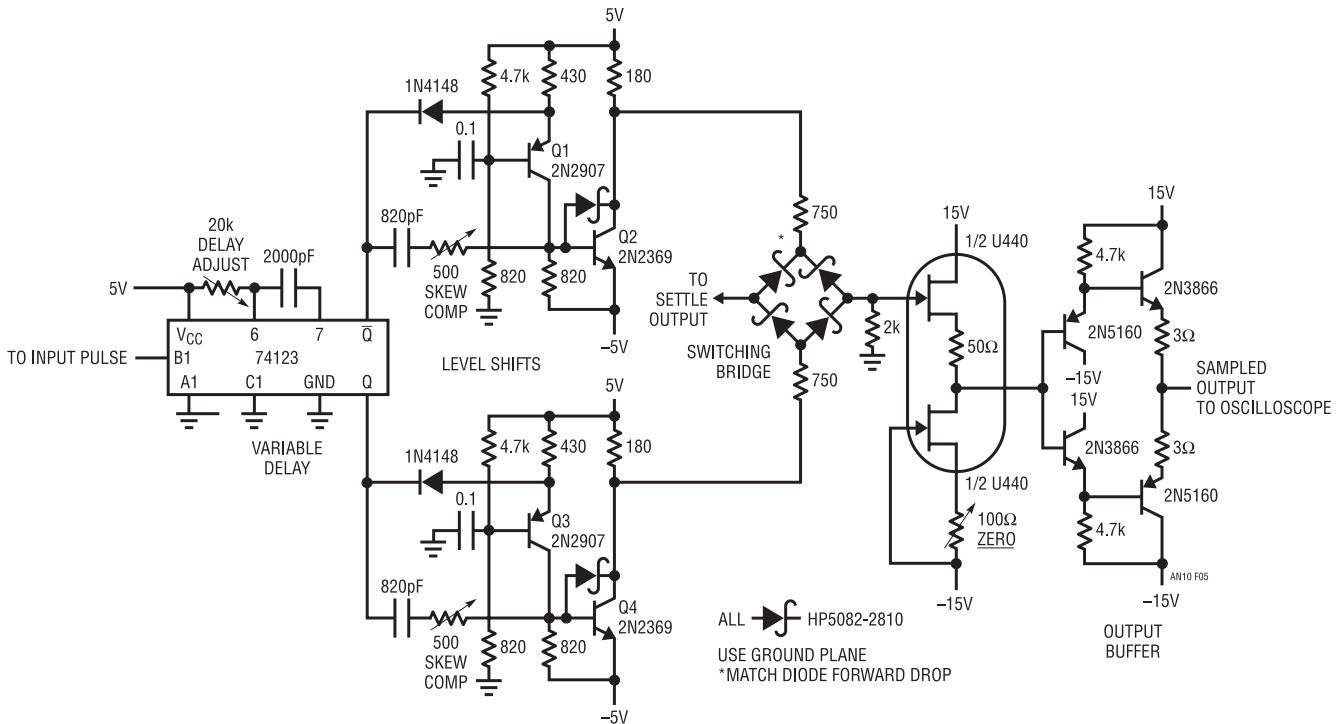 5V
4.7k
430
180
1N4148
0.1
Q1
2N2907
820pF
500
SKEW
COMP
820
820
Q2
2N2369
–5V
20k
DELAY
ADJUST
2000pF
5V
VCC
6
7
Q̅
TO INPUT PULSE
B1
74123
A1
C1
GND
Q
VARIABLE
DELAY
LEVEL SHIFTS
5V
4.7k
430
180
1N4148
0.1
Q3
2N2907
820pF
500
SKEW
COMP
820
820
Q4
2N2369
–5V
750
*
TO
SETTLE
OUTPUT
SWITCHING
BRIDGE
750
2k
15V
1/2 U440
50Ω
1/2 U440
100Ω
ZERO
–15V
15V
4.7k
2N3866
2N5160
3Ω
–15V
15V
SAMPLED
OUTPUT
TO OSCILLOSCOPE
2N3866
3Ω
2N5160
4.7k
AN10 F05
–15V
OUTPUT
BUFFER
ALL HP5082-2810
USE GROUND PLANE
*MATCH DIODE FORWARD DROP